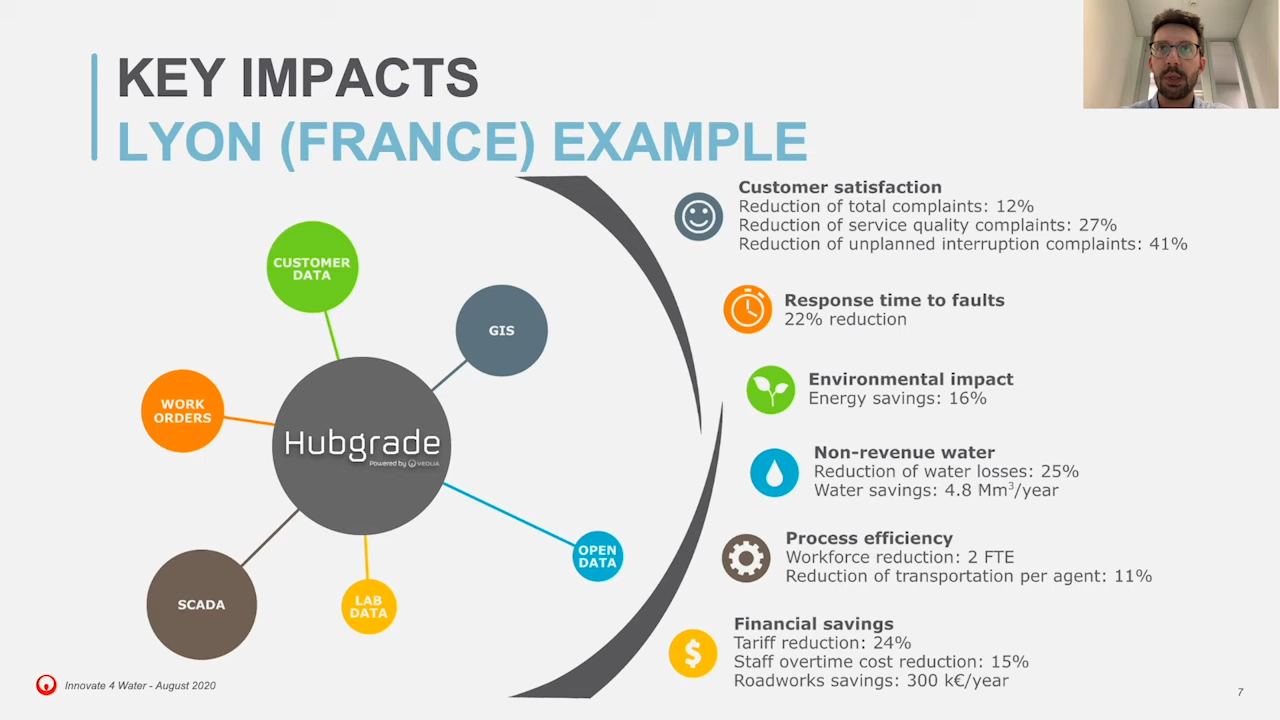 KEY IMPACTS
LYON (FRANCE) EXAMPLE
CUSTOMER
DATA
GIS
WORK
ORDERS
Hubgrade
Powered by VEOLIA
OPEN
DATA
SCADA
LAB
DATA
Customer satisfaction
Reduction of total complaints: 12%
Reduction of service quality complaints: 27%
Reduction of unplanned interruption complaints: 41%
Response time to faults
22% reduction
Environmental impact
Energy savings: 16%
Non-revenue water
Reduction of water losses: 25%
Water savings: 4.8 Mm³/year
Process efficiency
Workforce reduction: 2 FTE
Reduction of transportation per agent: 11%
$
Financial savings
Tariff reduction: 24%
Staff overtime cost reduction: 15%
Roadworks savings: 300 k€/year
Innovate 4 Water - August 2020
7